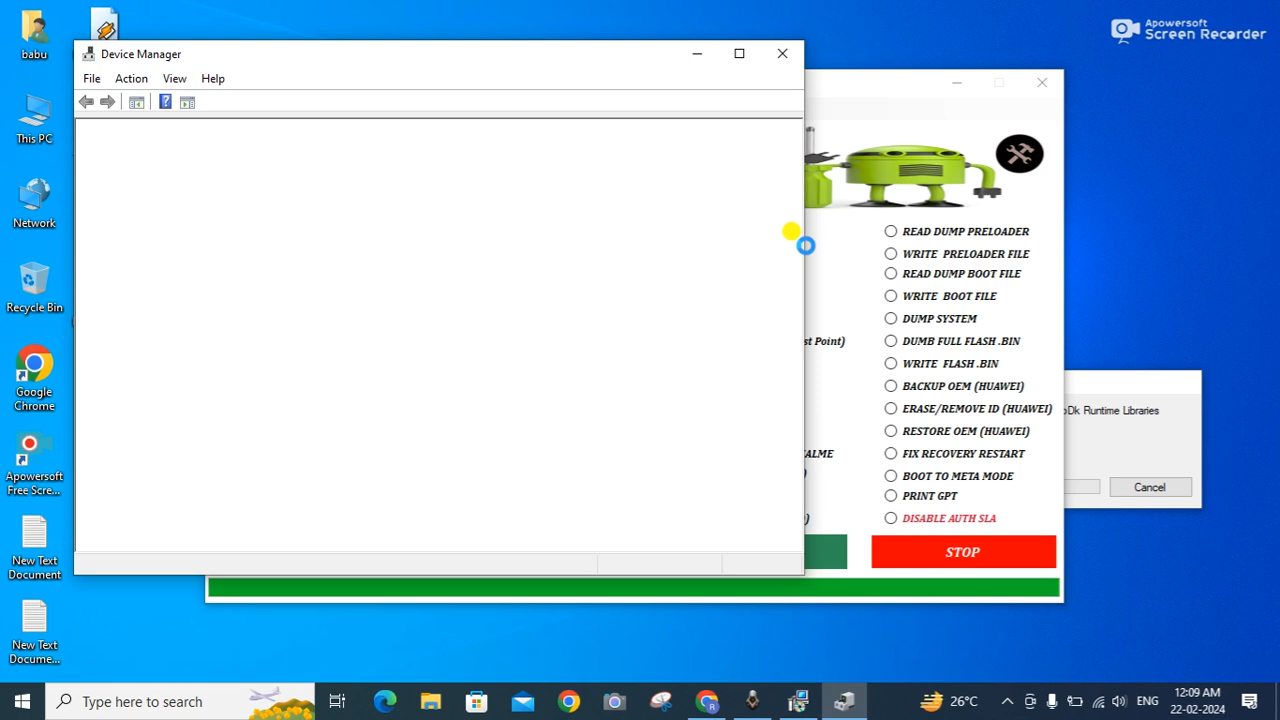 babu
This PC
Network
Recycle Bin
Google
Chrome
Apowersoft
Free Scre...
New Text
Document
New Text
Docume...
Device Manager
File Action View Help
Apowersoft
Screen Recorder
READ DUMP PRELOADER
WRITE PRELOADER FILE
READ DUMP BOOT FILE
WRITE BOOT FILE
DUMP SYSTEM
st Point) DUMB FULL FLASH .BIN
WRITE FLASH .BIN
BACKUP OEM (HUAWEI)
ERASE/REMOVE ID (HUAWEI)
RESTORE OEM (HUAWEI)
ALME FIX RECOVERY RESTART
) BOOT TO META MODE
PRINT GPT
) DISABLE AUTH SLA
STOP
Dk Runtime Libraries
Cancel
Type here to search
26°C
ENG
12:09 AM
22-02-2024